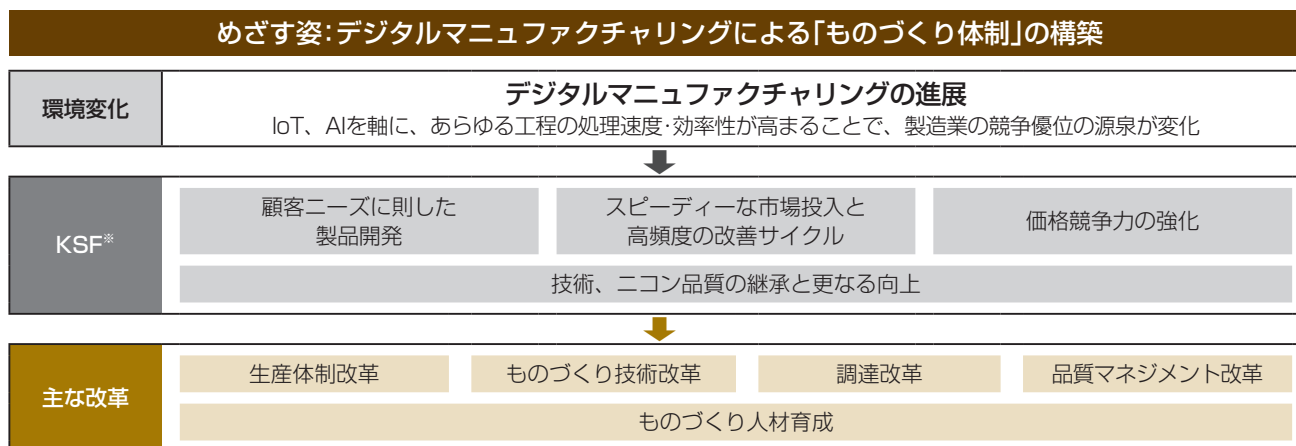 めざす姿：デジタルマニュファクチャリングによる「ものづくり体制」の構築
環境変化
デジタルマニュファクチャリングの進展
IoT、AIを軸に、あらゆる工程の処理速度・効率性が高まることで、製造業の競争優位の源泉が変化
KSF※
顧客ニーズに則した
製品開発
スピーディーな市場投入と
高頻度の改善サイクル
価格競争力の強化
技術、ニコン品質の継承と更なる向上
主な改革
生産体制改革
ものづくり技術改革
調達改革
品質マネジメント改革
ものづくり人材育成